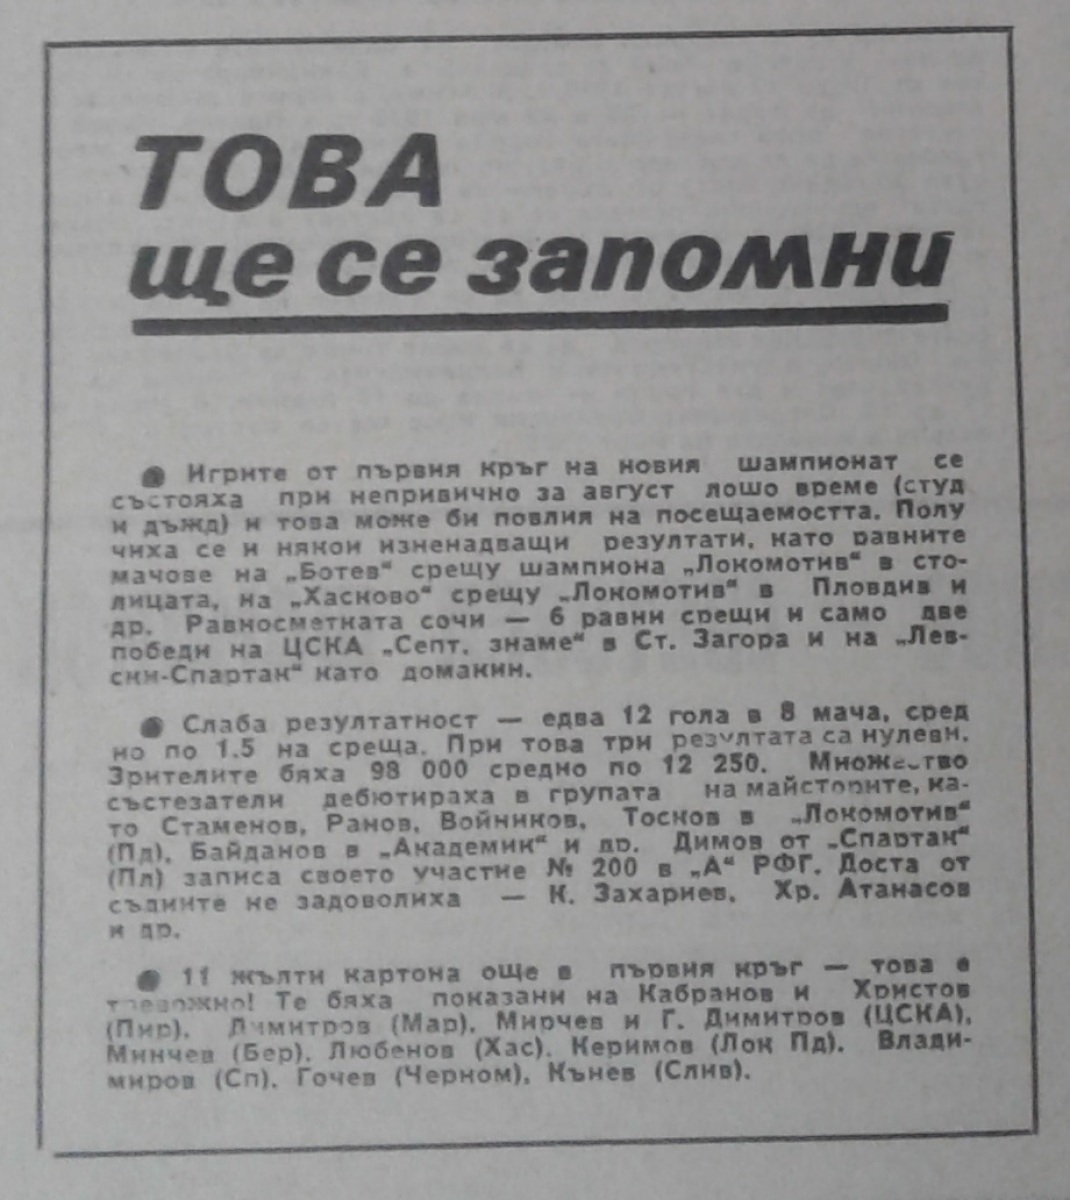 ТОВА
ще се запомни
● Игрите от първия кръг на новия шампионат се
състояха при непривично за август лошо време (студ
и дъжд) и това може би повлия на посещаемостта. Полу
чиха се и някои изненадващи резултати, като равните
мачове на „Ботев“ срещу шампиона „Локомотив“ в сто-
лицата, на „Хасково“ срещу „Локомотив“ в Пловдив и
др. Равносметката сочи — 6 равни срещи и само две
победи на ЦСКА „Септ. знаме“ в Ст. Загора и на „Лев-
ски-Спартак“ като домакин.
● Слаба резултатност — едва 12 гола в 8 мача, сред
но по 1.5 на среща. При това три резултата са нулеви.
Зрителите бяха 98 000 средно по 12 250. Множество
състезатели дебютираха в групата на майсторите, ка-
то Стаменов, Ранов, Войников, Тосков в „Локомотив“
(Пд), Байданов в „Академик“ и др. Димов от „Спартак“
(Пл) записа своето участие № 200 в „А“ РФГ. Доста от
съдиите не задоволиха — К. Захариев, Хр. Атанасов
и др.
● 11 жълти картона още в първия кръг — това е
тревожно! Те бяха показани на Кабранов и Христов
(Пир), Димитров (Мар), Мирчев и Г. Димитров (ЦСКА),
Минчев (Бер), Любенов (Хас), Керимов (Лок Пд), Влади-
миров (Сп), Гочев (Черном), Кънев (Слив).